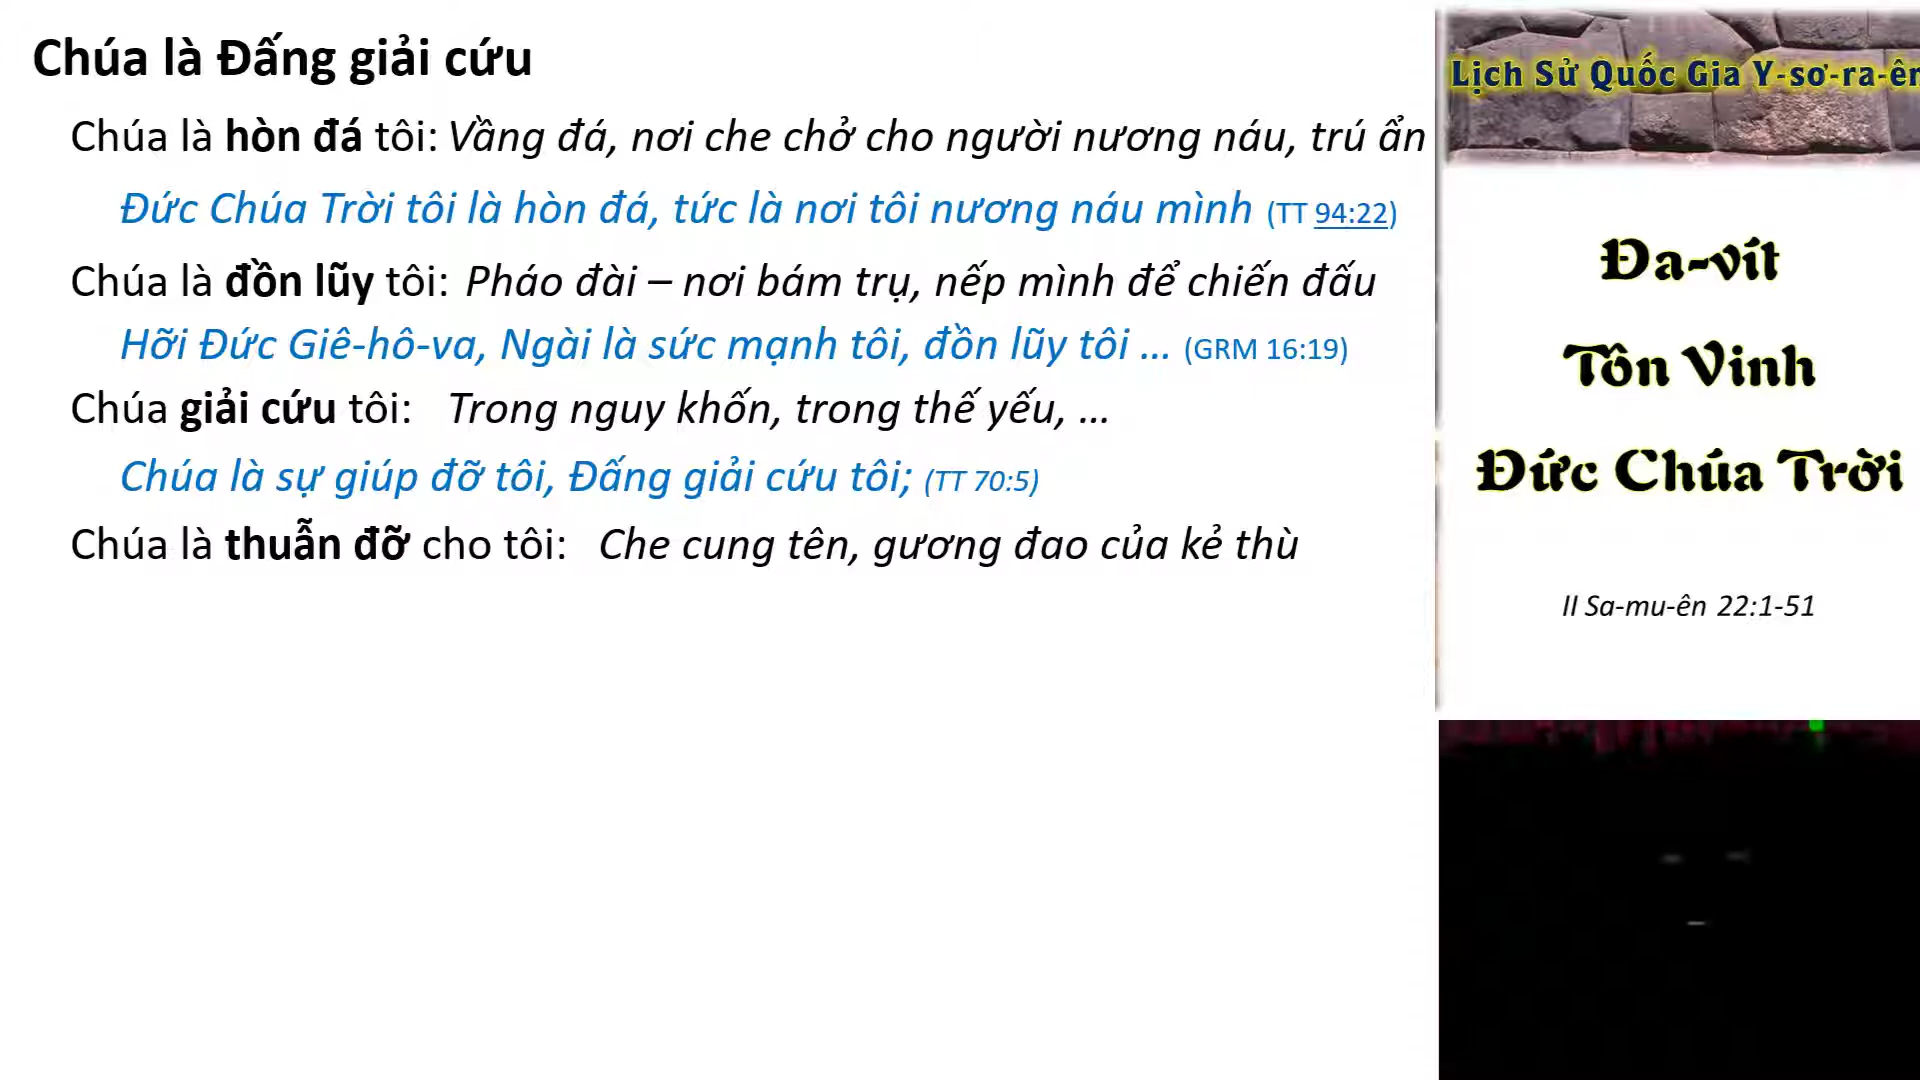 Chúa là Đấng giải cứu
Chúa là hòn đá tôi: Vầng đá, nơi che chở cho người nương náu, trú ẩn
Đức Chúa Trời tôi là hòn đá, tức là nơi tôi nương náu mình (TT 94:22)
Chúa là đồn lũy tôi: Pháo đài – nơi bám trụ, nếp mình để chiến đấu
Hỡi Đức Giê-hô-va, Ngài là sức mạnh tôi, đồn lũy tôi ... (GRM 16:19)
Chúa giải cứu tôi: Trong nguy khốn, trong thế yếu, ...
Chúa là sự giúp đỡ tôi, Đấng giải cứu tôi; (TT 70:5)
Chúa là thuẫn đỡ cho tôi: Che cung tên, gương đao của kẻ thù
Lịch Sử Quốc Gia Y-sơ-ra-ên
Đa-vít
Tôn Vinh
Đức Chúa Trời
II Sa-mu-ên 22:1-51